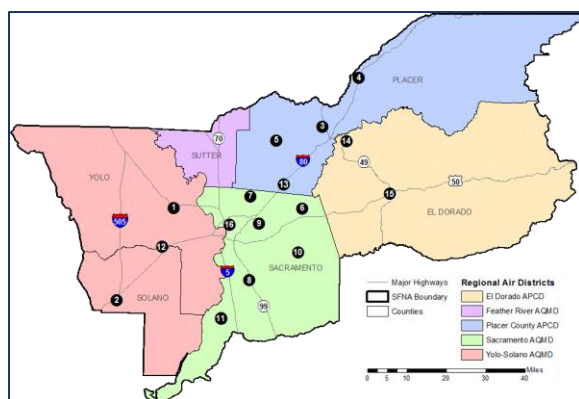 4
PLACER
3
70
14
5
SUTTER
80
49
YOLO
13
50
15
7
1
6
EL DORADO
505
16
9
12
10
SACRAMENTO
5
SOLANO
8
2
99
11
Major Highways
SFNA Boundary
Counties
Regional Air Districts
El Dorado APCD
Feather River AQMD
Placer County APCD
Sacramento AQMD
Yolo-Solano AQMD
Miles
0 5 10 20 30 40